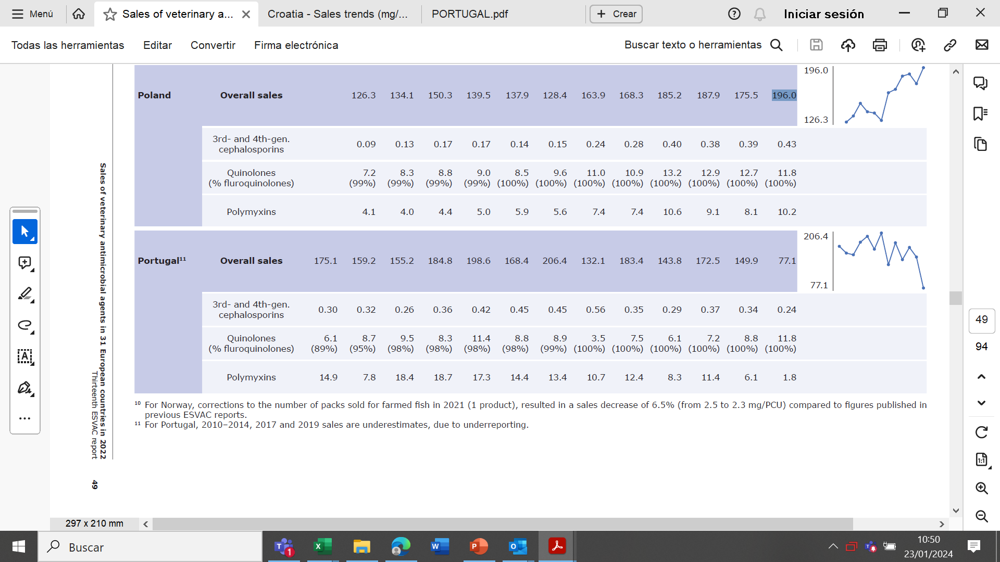 Menú
Sales of veterinary a...
Croatia - Sales trends (mg/...
PORTUGAL.pdf
Crear
Iniciar sesión
Todas las herramientas
Editar
Convertir
Firma electrónica
Buscar texto o herramientas
Poland Overall sales 126.3 134.1 150.3 139.5 137.9 128.4 163.9 168.3 185.2 187.9 175.5 196.0
196.0
126.3
3rd- and 4th-gen.
cephalosporins
0.09 0.13 0.17 0.17 0.14 0.15 0.24 0.28 0.40 0.38 0.39 0.43
Quinolones 7.2 8.3 8.8 9.0 8.5 9.6 11.0 10.9 13.2 12.9 12.7 11.8
(% fluroquinolones) (99%) (99%) (99%) (99%) (100%) (100%) (100%) (100%) (100%) (100%) (100%) (100%)
Polymyxins 4.1 4.0 4.4 5.0 5.9 5.6 7.4 7.4 10.6 9.1 8.1 10.2
Portugal¹¹ Overall sales 175.1 159.2 155.2 184.8 198.6 168.4 206.4 132.1 183.4 143.8 172.5 149.9 77.1
206.4
77.1
3rd- and 4th-gen.
cephalosporins
0.30 0.32 0.26 0.36 0.42 0.45 0.45 0.56 0.35 0.29 0.37 0.34 0.24
Quinolones 6.1 8.7 9.5 8.3 11.4 8.8 8.9 3.5 7.5 6.1 7.2 8.8 11.8
(% fluroquinolones) (89%) (95%) (98%) (98%) (98%) (98%) (99%) (100%) (100%) (100%) (100%) (100%) (100%)
Polymyxins 14.9 7.8 18.4 18.7 17.3 14.4 13.4 10.7 12.4 8.3 11.4 6.1 1.8
¹⁰ For Norway, corrections to the number of packs sold for farmed fish in 2021 (1 product), resulted in a sales decrease of 6.5% (from 2.5 to 2.3 mg/PCU) compared to figures published in
previous ESVAC reports.
¹¹ For Portugal, 2010–2014, 2017 and 2019 sales are underestimates, due to underreporting.
Sales of veterinary antimicrobial agents in 31 European countries in 2022
Thirteenth ESVAC report
49
49
94
1:1
297 x 210 mm
Buscar
T
1
X
W
P
O
T
10:50
23/01/2024